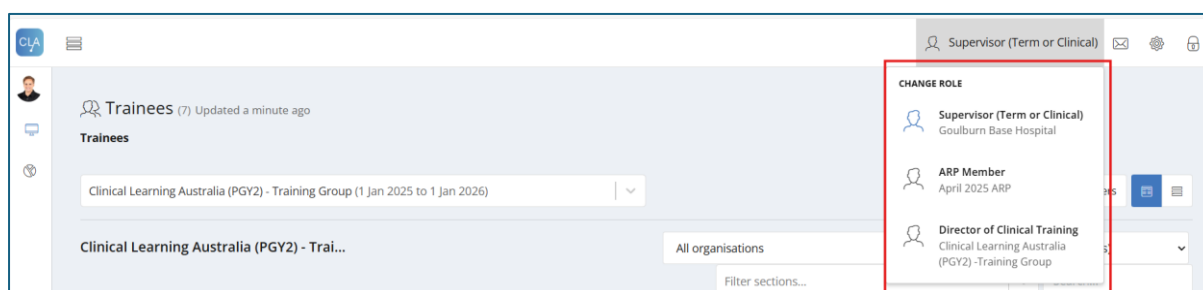 CLA
Supervisor (Term or Clinical)
CHANGE ROLE
Supervisor (Term or Clinical)
Goulburn Base Hospital
ARP Member
April 2025 ARP
Director of Clinical Training
Clinical Learning Australia
(PGY2) -Training Group
Trainees (7) Updated a minute ago
Trainees
Clinical Learning Australia (PGY2) - Training Group (1 Jan 2025 to 1 Jan 2026)
Clinical Learning Australia (PGY2) - Trai...
All organisations
Filter sections...